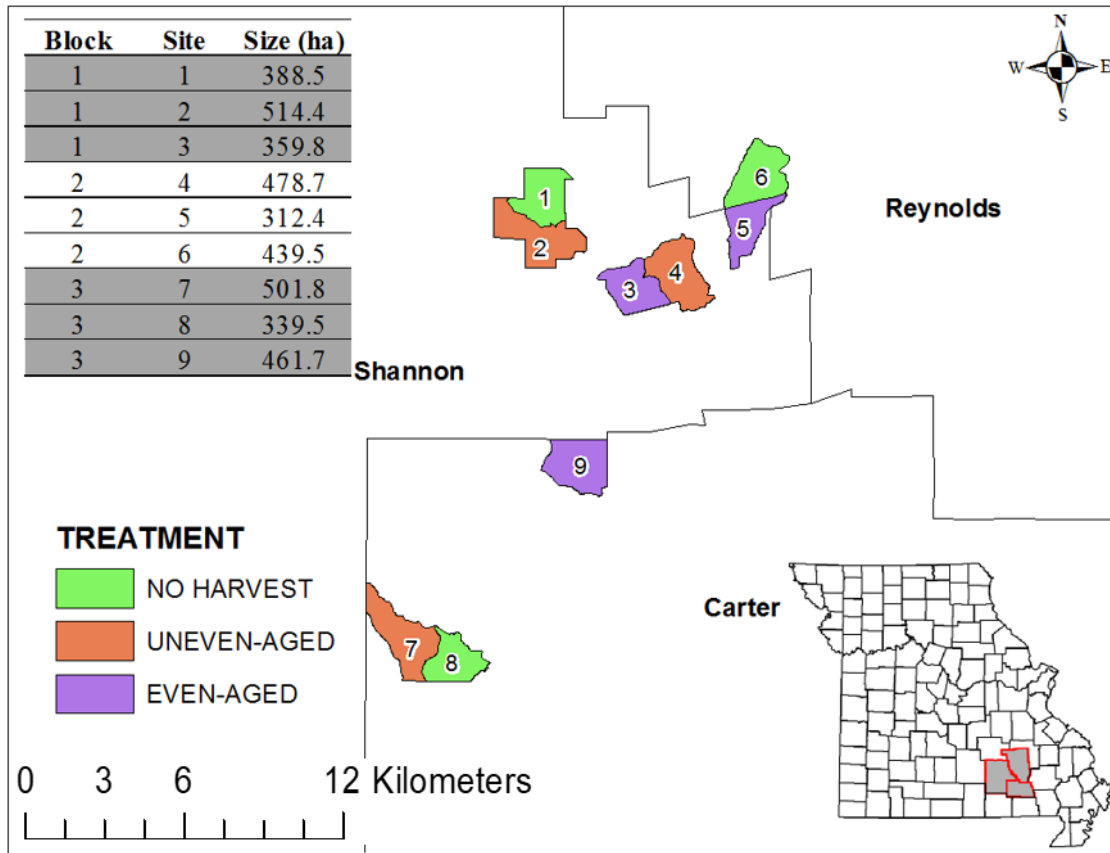 Block Site Size (ha)
1 1 388.5
1 2 514.4
1 3 359.8
2 4 478.7
2 5 312.4
2 6 439.5
3 7 501.8
3 8 339.5
3 9 461.7
N
W E
S
6
1
Reynolds
5
2
4
3
Shannon
9
TREATMENT
NO HARVEST
UNEVEN-AGED
EVEN-AGED
Carter
7
8
0 3 6 12 Kilometers